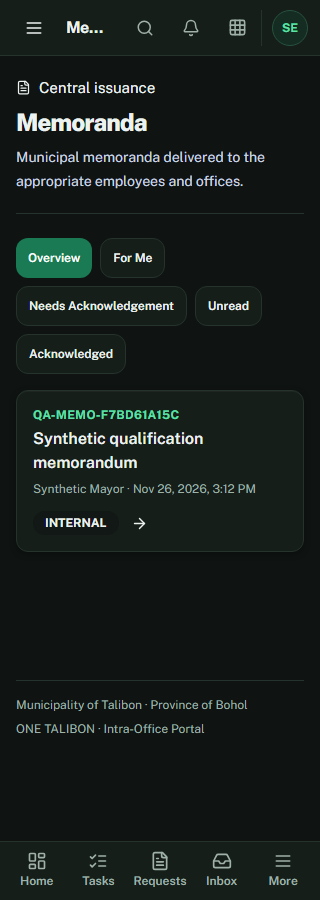 Me...
SE
Central issuance
Memoranda
Municipal memoranda delivered to the
appropriate employees and offices.
Overview
For Me
Needs Acknowledgement
Unread
Acknowledged
QA-MEMO-F7BD61A15C
Synthetic qualification
memorandum
Synthetic Mayor · Nov 26, 2026, 3:12 PM
INTERNAL
Municipality of Talibon · Province of Bohol
ONE TALIBON · Intra-Office Portal
Home
Tasks
Requests
Inbox
More